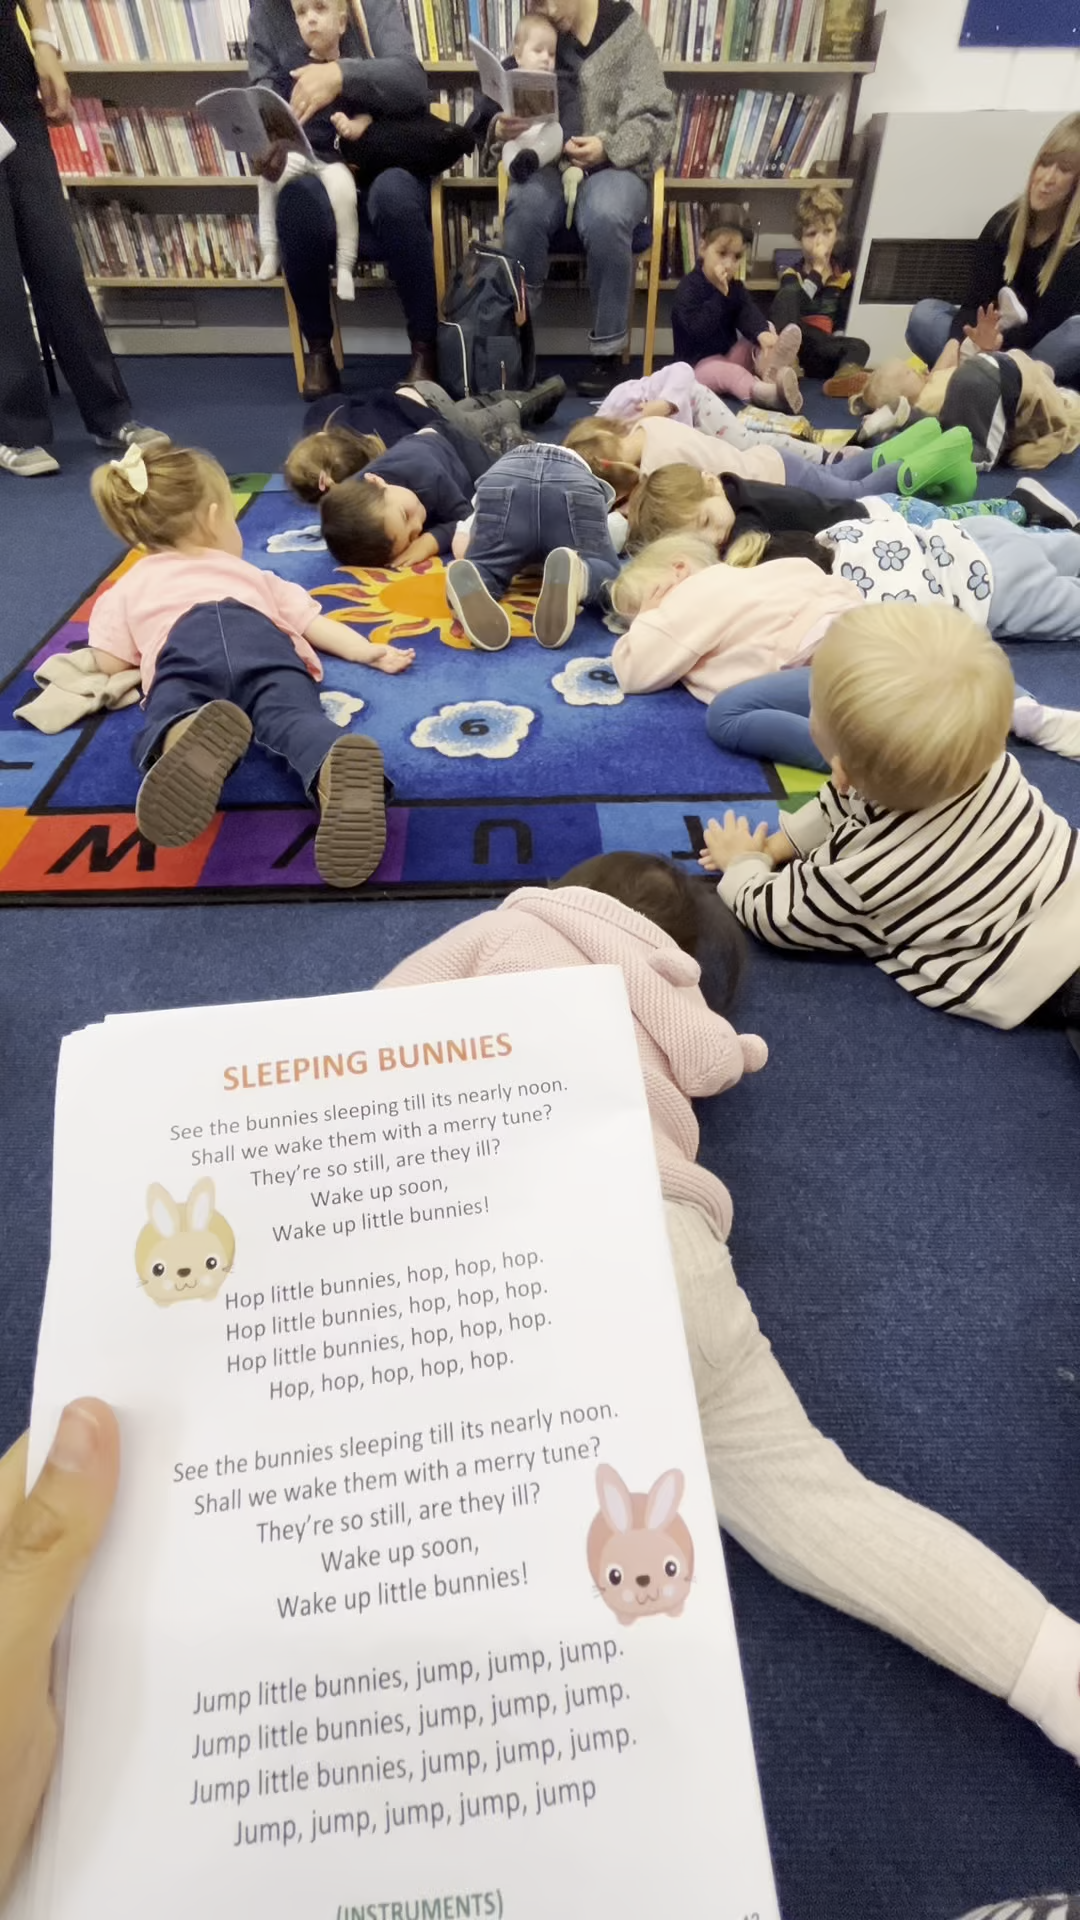 8
9
W
V
U
T
SLEEPING BUNNIES
See the bunnies sleeping till its nearly noon.
Shall we wake them with a merry tune?
They're so still, are they ill?
Wake up soon,
Wake up little bunnies!
Hop little bunnies, hop, hop, hop.
Hop little bunnies, hop, hop, hop.
Hop little bunnies, hop, hop, hop.
Hop, hop, hop, hop, hop.
See the bunnies sleeping till its nearly noon.
Shall we wake them with a merry tune?
They're so still, are they ill?
Wake up soon,
Wake up little bunnies!
Jump little bunnies, jump, jump, jump.
Jump little bunnies, jump, jump, jump.
Jump little bunnies, jump, jump, jump.
Jump, jump, jump, jump, jump
(INSTRUMENTS)